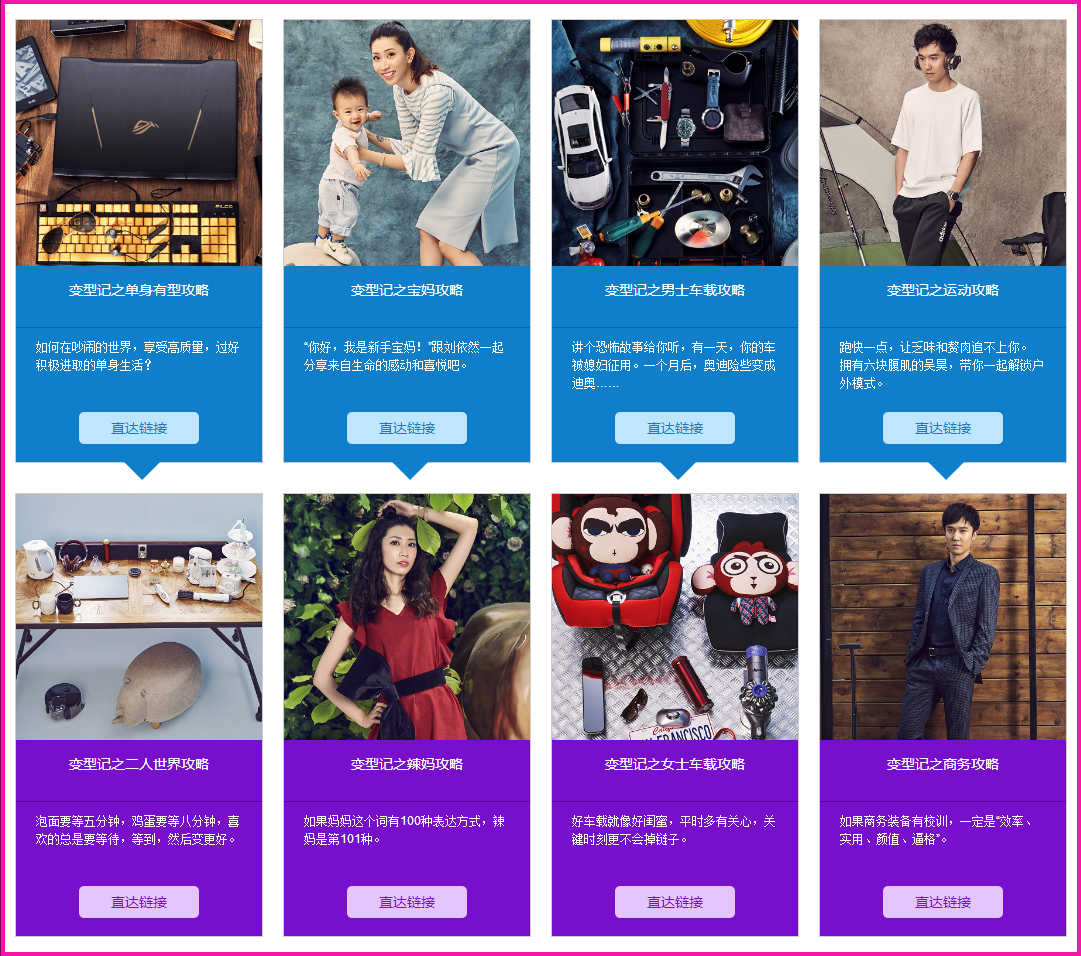 变型记之单身有型攻略
如何在吵闹的世界，享受高质量，过好
积极进取的单身生活？
直达链接
变型记之宝妈攻略
“你好，我是新手宝妈！”跟刘依然一起
分享来自生命的感动和喜悦吧。
直达链接
变型记之男士车载攻略
讲个恐怖故事给你听，有一天，你的车
被媳妇征用。一个月后，奥迪险些变成
迪奥……
直达链接
变型记之运动攻略
跑快一点，让乏味和赘肉追不上你。
拥有六块腹肌的吴昊，带你一起解锁户
外模式。
直达链接
变型记之二人世界攻略
泡面要等五分钟，鸡蛋要等八分钟，喜
欢的总是要等待，等到，然后变更好。
直达链接
变型记之辣妈攻略
如果妈妈这个词有100种表达方式，辣
妈是第101种。
直达链接
变型记之女士车载攻略
好车载就像好闺蜜，平时多有关心，关
键时刻更不会掉链子。
直达链接
变型记之商务攻略
如果商务装备有校训，一定是“效率、
实用、颜值、逼格”。
直达链接